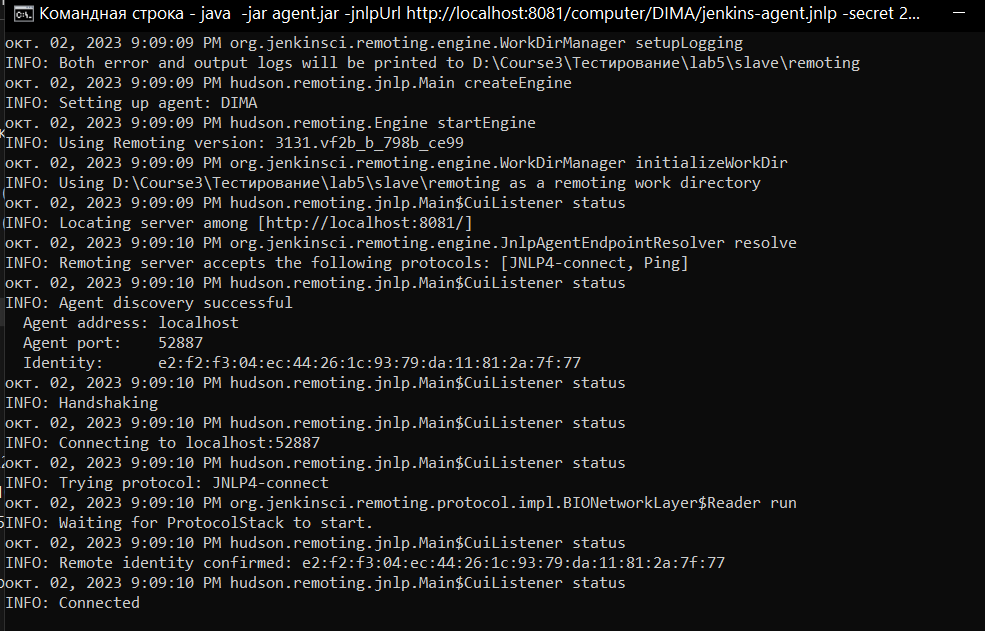 Командная строка - java -jar agent.jar -jnlpUrl http://localhost:8081/computer/DIMA/jenkins-agent.jnlp -secret 2...
окт. 02, 2023 9:09:09 PM org.jenkinsci.remoting.engine.WorkDirManager setupLogging
INFO: Both error and output logs will be printed to D:\Course3\Тестирование\lab5\slave\remoting
окт. 02, 2023 9:09:09 PM hudson.remoting.jnlp.Main createEngine
INFO: Setting up agent: DIMA
окт. 02, 2023 9:09:09 PM hudson.remoting.Engine startEngine
INFO: Using Remoting version: 3131.vf2b_b_798b_ce99
окт. 02, 2023 9:09:09 PM org.jenkinsci.remoting.engine.WorkDirManager initializeWorkDir
INFO: Using D:\Course3\Тестирование\lab5\slave\remoting as a remoting work directory
окт. 02, 2023 9:09:09 PM hudson.remoting.jnlp.Main$CuiListener status
INFO: Locating server among [http://localhost:8081/]
окт. 02, 2023 9:09:10 PM org.jenkinsci.remoting.engine.JnlpAgentEndpointResolver resolve
INFO: Remoting server accepts the following protocols: [JNLP4-connect, Ping]
окт. 02, 2023 9:09:10 PM hudson.remoting.jnlp.Main$CuiListener status
INFO: Agent discovery successful
  Agent address: localhost
  Agent port:    52887
  Identity:      e2:f2:f3:04:ec:44:26:1c:93:79:da:11:81:2a:7f:77
окт. 02, 2023 9:09:10 PM hudson.remoting.jnlp.Main$CuiListener status
INFO: Handshaking
окт. 02, 2023 9:09:10 PM hudson.remoting.jnlp.Main$CuiListener status
INFO: Connecting to localhost:52887
окт. 02, 2023 9:09:10 PM hudson.remoting.jnlp.Main$CuiListener status
INFO: Trying protocol: JNLP4-connect
окт. 02, 2023 9:09:10 PM org.jenkinsci.remoting.protocol.impl.BIONetworkLayer$Reader run
INFO: Waiting for ProtocolStack to start.
окт. 02, 2023 9:09:10 PM hudson.remoting.jnlp.Main$CuiListener status
INFO: Remote identity confirmed: e2:f2:f3:04:ec:44:26:1c:93:79:da:11:81:2a:7f:77
окт. 02, 2023 9:09:10 PM hudson.remoting.jnlp.Main$CuiListener status
INFO: Connected